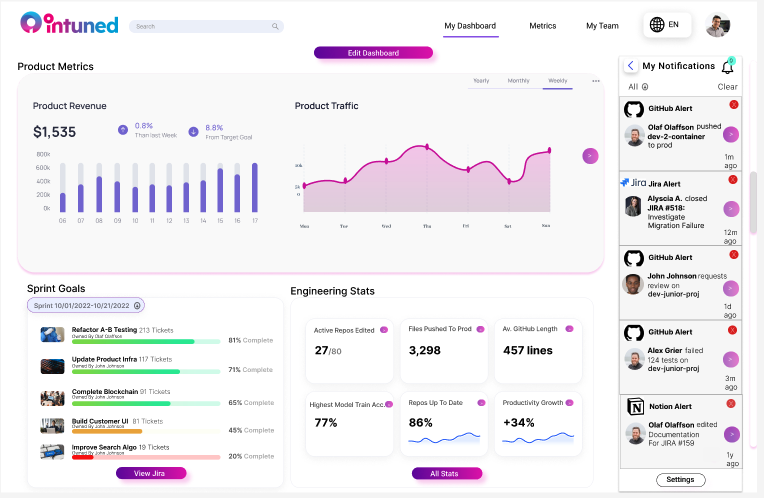 intuned
Search
My Dashboard
Metrics
My Team
EN
Edit Dashboard
Product Metrics
Yearly
Monthly
Weekly
Product Revenue
$1,535
0.8%
Than last Week
8.8%
From Target Goal
800k
600k
400k
200k
0k
06 07 08 09 10 11 12 13 14 15 16 17
Product Traffic
Mon Tue Wed Thu Fri Sat Sun
Sprint Goals
Sprint 10/01/2022-10/21/2022
Refactor A-B Testing 213 Tickets
Owned By Olaf Olaffson
81% Complete
Update Product Infra 117 Tickets
Owned By John Johnson
71% Complete
Complete Blockchain 91 Tickets
Owned By John Johnson
65% Complete
Build Customer UI 81 Tickets
Owned By John Johnson
45% Complete
Improve Search Algo 19 Tickets
Owned By John Johnson
20% Complete
View Jira
Engineering Stats
Active Repos Edited
27/80
Files Pushed To Prod
3,298
Av. GitHub Length
457 lines
Highest Model Train Acc.
77%
Repos Up To Date
86%
Productivity Growth
+34%
All Stats
My Notifications
All
Clear
GitHub Alert
X
Olaf Olaffson pushed
dev-2-container
to prod
>
1m
ago
Jira Jira Alert
X
Alyscia A. closed
JIRA #518:
Investigate
Migration Failure
>
12m
ago
GitHub Alert
X
John Johnson requests
review on
dev-junior-proj
>
1d
ago
GitHub Alert
X
Alex Grier failed
124 tests on
dev-junior-proj
>
3m
ago
Notion Alert
X
Olaf Olaffson edited
Documentation
For JIRA #159
>
1y
ago
Settings